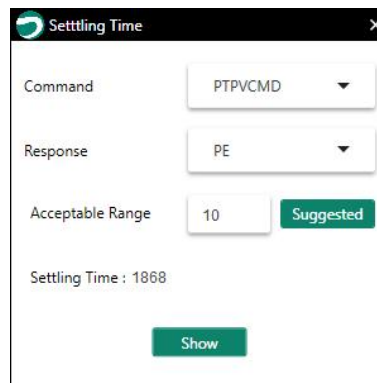 Setttling Time
Command PTPVCMD
Response PE
Acceptable Range 10 Suggested
Settling Time : 1868
Show